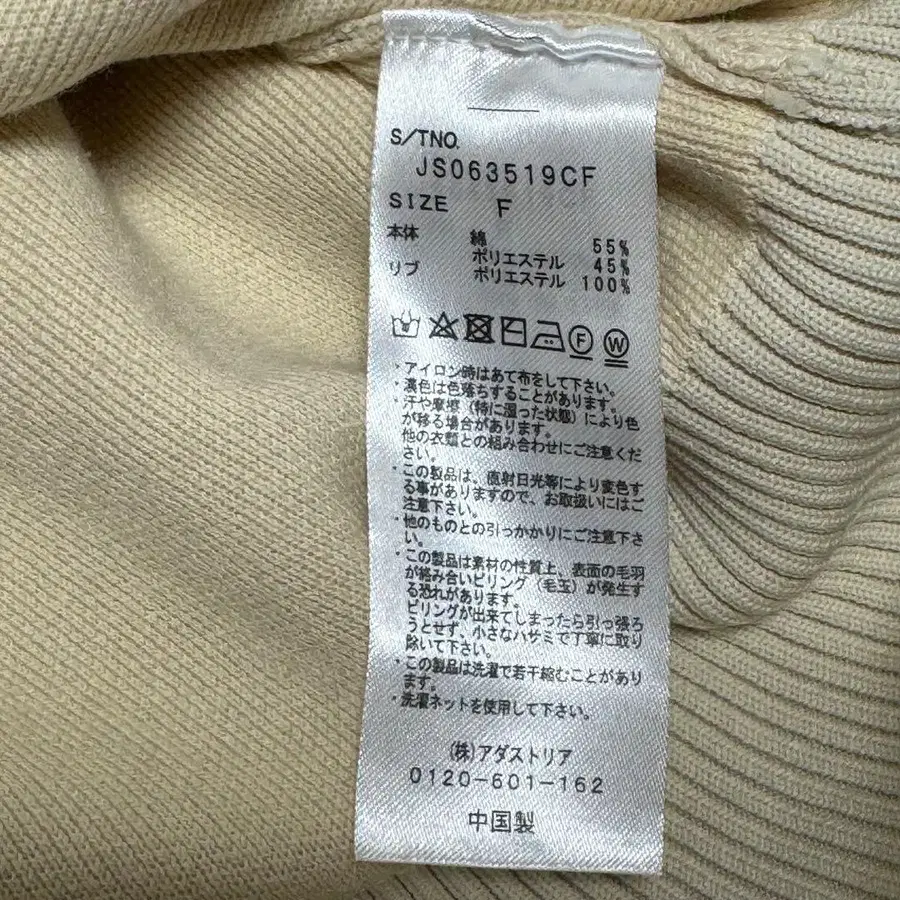 S/TNO.
JS063519CF
SIZE F
本体 綿 55%
ポリエステル 45%
リブ ポリエステル 100%
F W
・アイロン時はあて布をして下さい。
・濃色は色落ちすることがあります。
・汗や摩擦（特に湿った状態）により色
が移る場合があります。
他の衣類との組み合わせにご注意くだ
さい。
・この製品は、直射日光等により変色す
る事がありますので、お取扱いにはご
注意下さい。
・他のものとの引っかかりにご注意下さ
い。
・この製品は素材の性質上、表面の毛羽
が絡み合いピリング（毛玉）が発生す
る恐れがあります。
ピリングが出来てしまったら引っ張ろ
うとせず、小さなハサミで丁寧に取り
除いて下さい。
・この製品は洗濯で若干縮むことがあり
ます。
・洗濯ネットを使用して下さい。
(株)アダストリア
0120-601-162
中国製